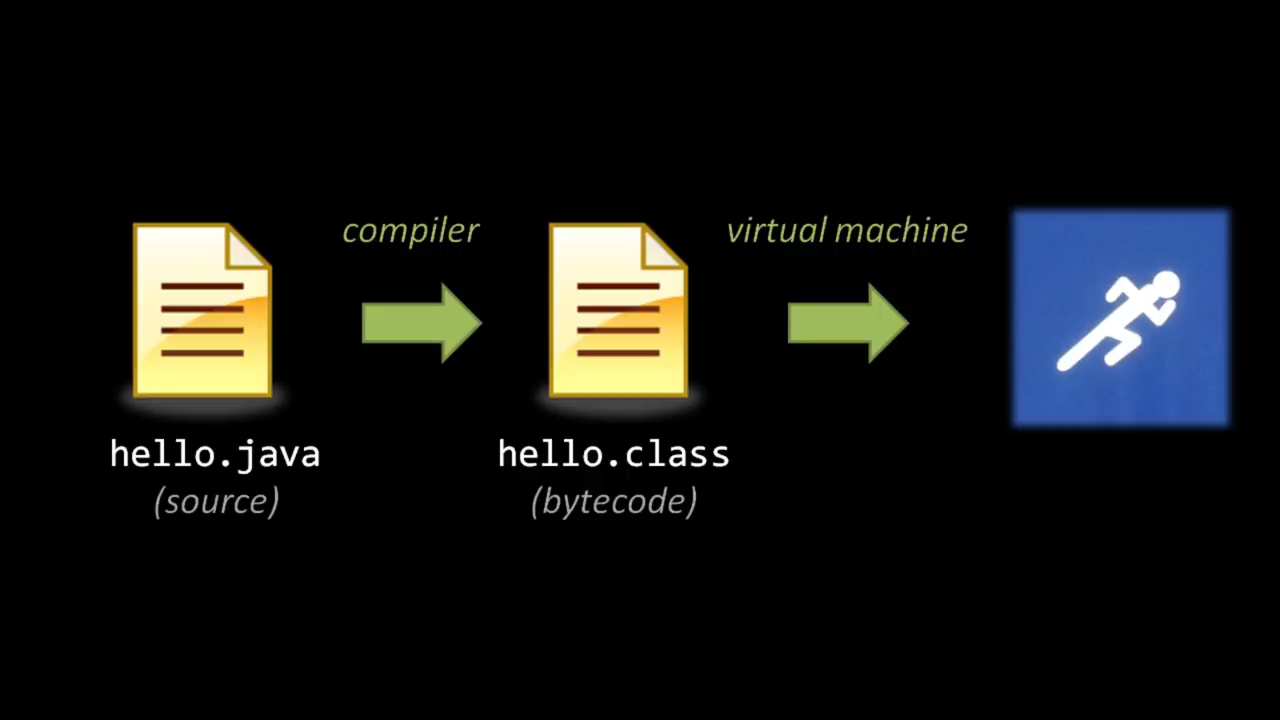 compiler
virtual machine
hello.java
hello.class
(source)
(bytecode)